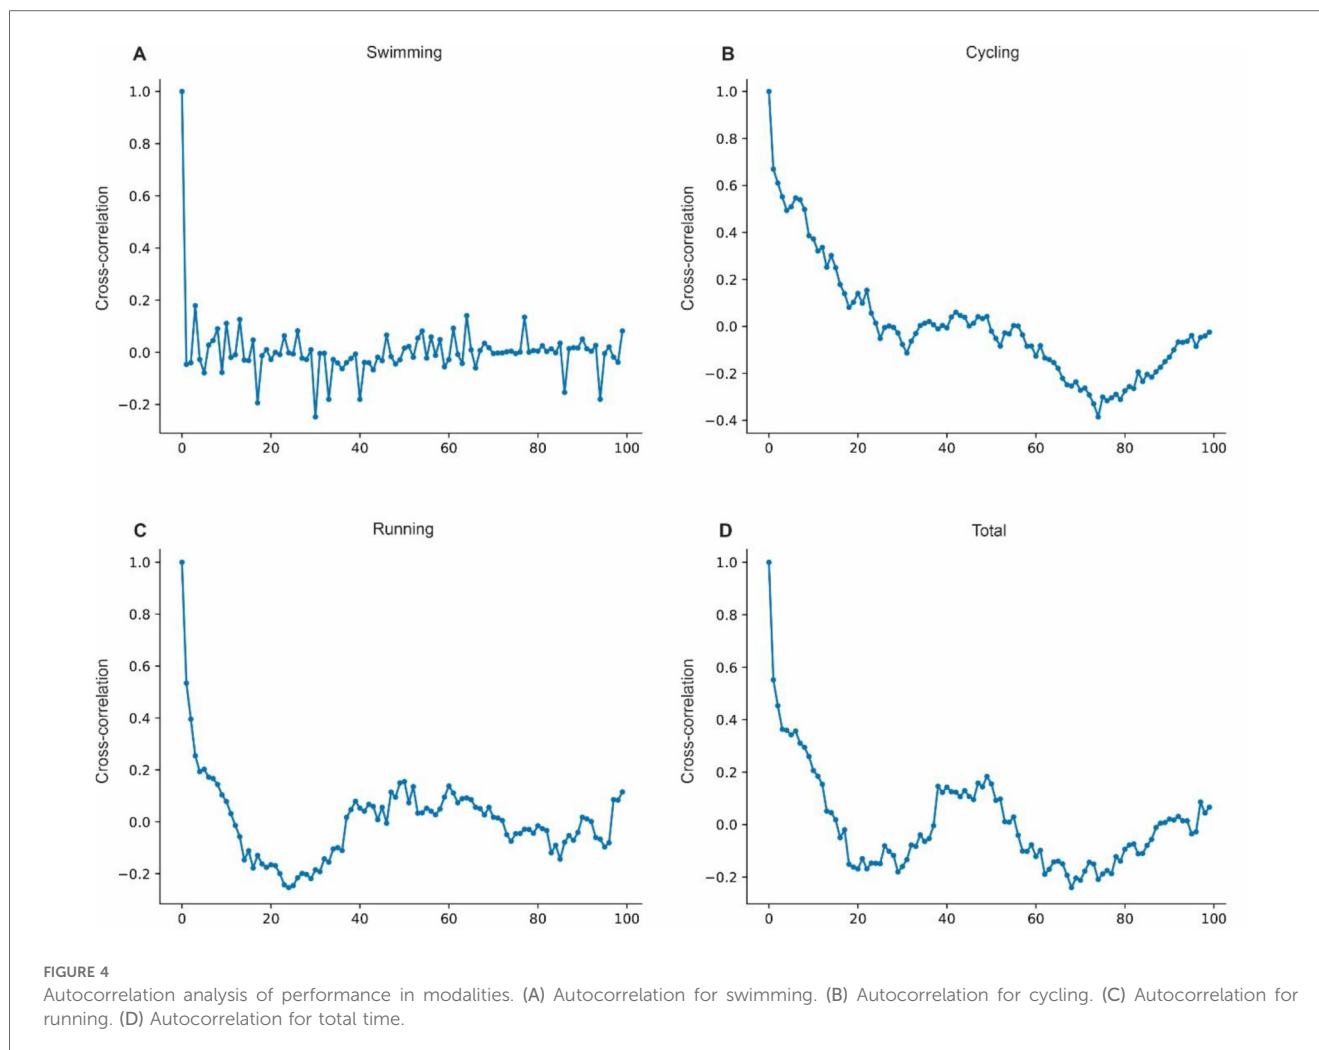 A Swimming
1.0
0.8
0.6
0.4
0.2
0.0
−0.2
Cross-correlation
0 20 40 60 80 100
B Cycling
1.0
0.8
0.6
0.4
0.2
0.0
−0.2
−0.4
Cross-correlation
0 20 40 60 80 100
C Running
1.0
0.8
0.6
0.4
0.2
0.0
−0.2
Cross-correlation
0 20 40 60 80 100
D Total
1.0
0.8
0.6
0.4
0.2
0.0
−0.2
Cross-correlation
0 20 40 60 80 100
FIGURE 4
Autocorrelation analysis of performance in modalities. (A) Autocorrelation for swimming. (B) Autocorrelation for cycling. (C) Autocorrelation for
running. (D) Autocorrelation for total time.